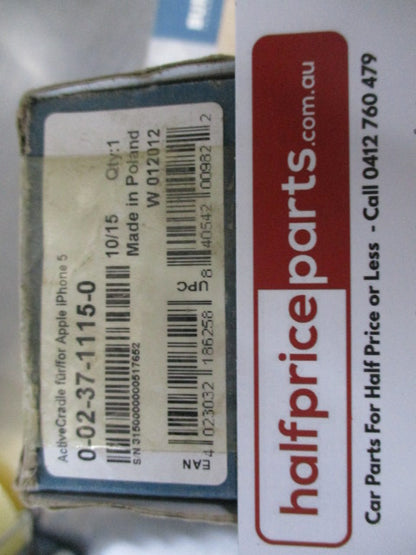 ActiveCradle für/for Apple iPhone 5
0-02-37-1115-0
10/15 Qty:1
Made in Poland
W 012012
S/N 3150000000517652
EAN
4 023032 186258
UPC
8 40542 00982 2
halfpriceparts.com.au
Car Parts For Half Price or Less - Call 0412 760 479